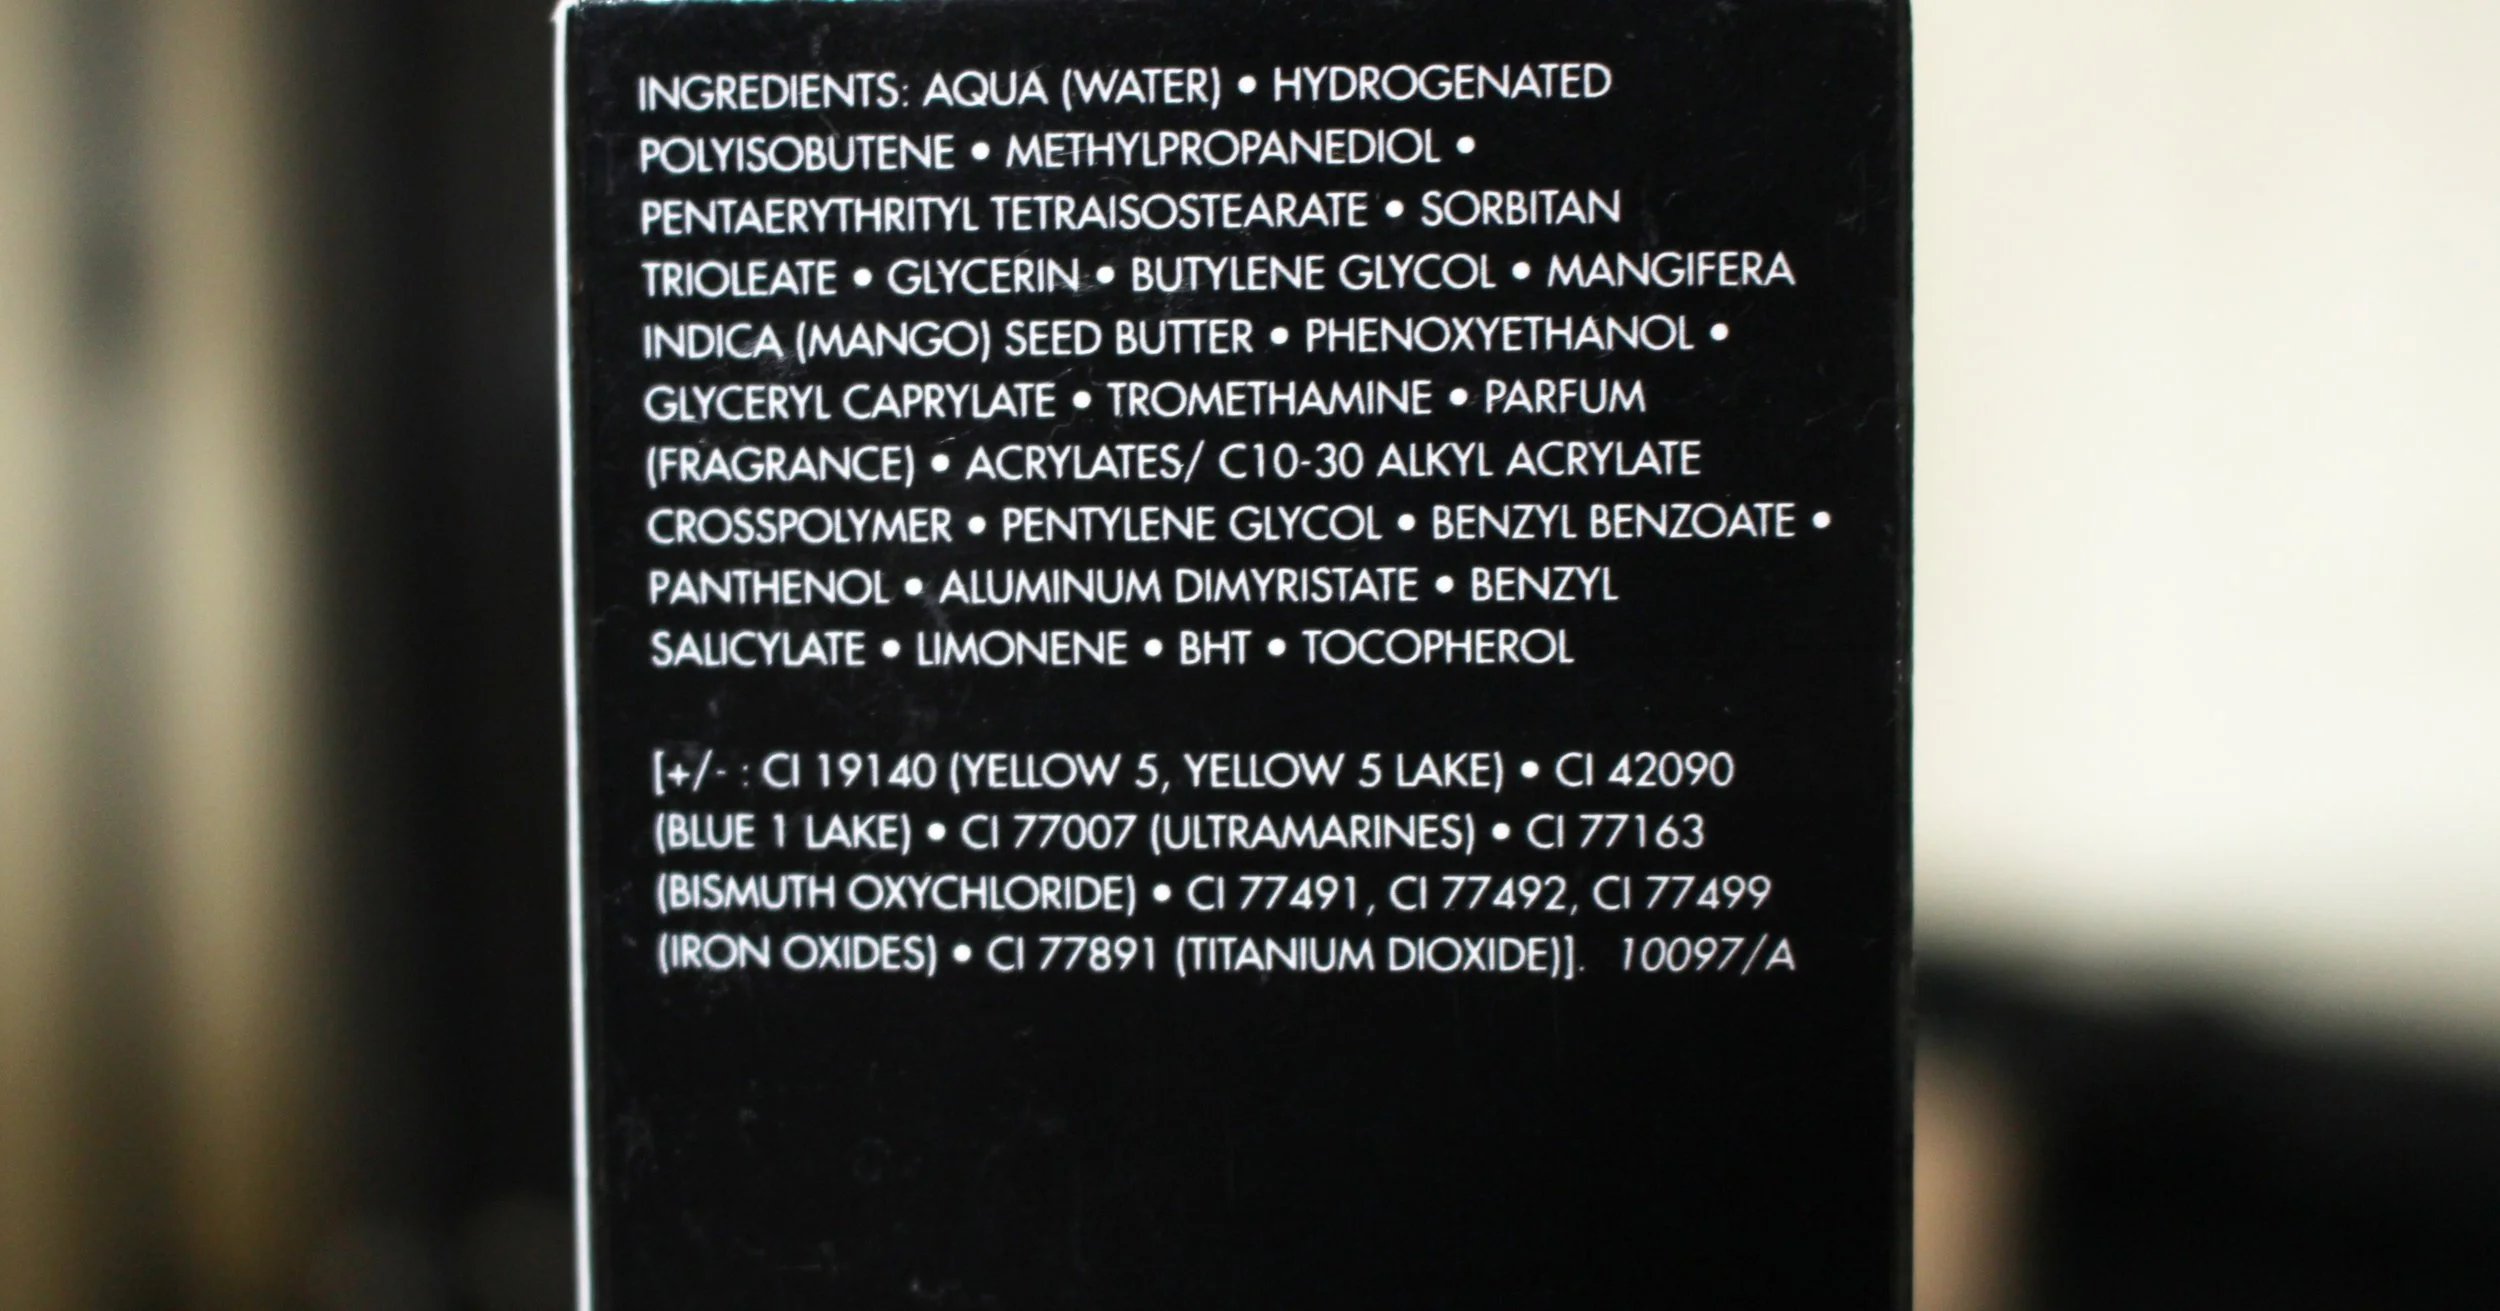 INGREDIENTS: AQUA (WATER) • HYDROGENATED
POLYISOBUTENE • METHYLPROPANEDIOL •
PENTAERYTHRITYL TETRAISOSTEARATE • SORBITAN
TRIOLEATE • GLYCERIN • BUTYLENE GLYCOL • MANGIFERA
INDICA (MANGO) SEED BUTTER • PHENOXYETHANOL •
GLYCERYL CAPRYLATE • TROMETHAMINE • PARFUM
(FRAGRANCE) • ACRYLATES/ C10-30 ALKYL ACRYLATE
CROSSPOLYMER • PENTYLENE GLYCOL • BENZYL BENZOATE •
PANTHENOL • ALUMINUM DIMYRISTATE • BENZYL
SALICYLATE • LIMONENE • BHT • TOCOPHEROL
[+/- : CI 19140 (YELLOW 5, YELLOW 5 LAKE) • CI 42090
(BLUE 1 LAKE) • CI 77007 (ULTRAMARINES) • CI 77163
(BISMUTH OXYCHLORIDE) • CI 77491, CI 77492, CI 77499
(IRON OXIDES) • CI 77891 (TITANIUM DIOXIDE)]. 10097/A